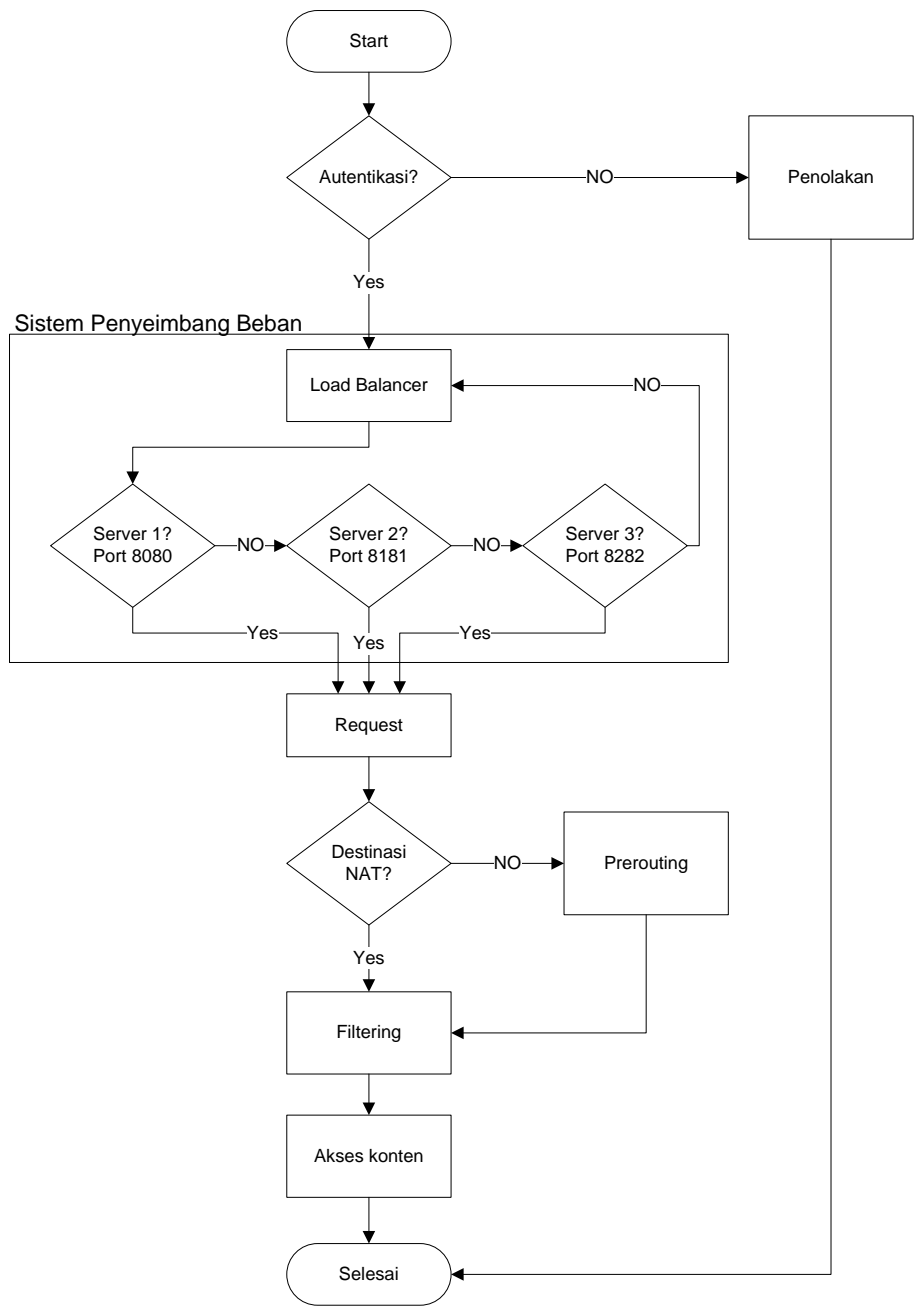 Start
Autentikasi?
NO
Penolakan
Yes
Sistem Penyeimbang Beban
Load Balancer
NO
Server 1?
Port 8080
NO
Server 2?
Port 8181
NO
Server 3?
Port 8282
Yes
Yes
Yes
Request
Destinasi
NAT?
NO
Prerouting
Yes
Filtering
Akses konten
Selesai